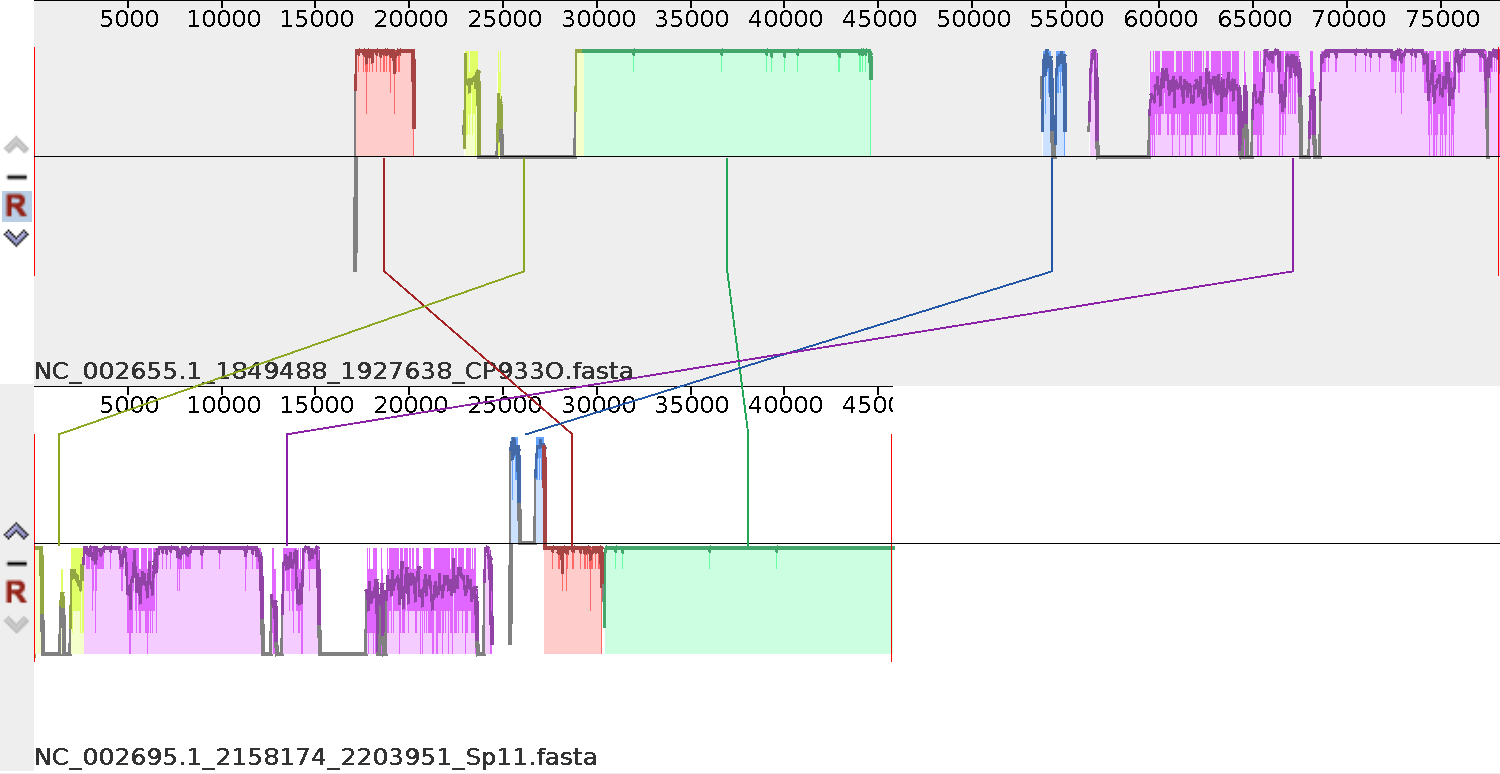 5000 10000 15000 20000 25000 30000 35000 40000 45000 50000 55000 60000 65000 70000 75000
R
NC_002655.1_1849488_1927638_CP933O.fasta
5000 10000 15000 20000 25000 30000 35000 40000 4500
R
NC_002695.1_2158174_2203951_Sp11.fasta